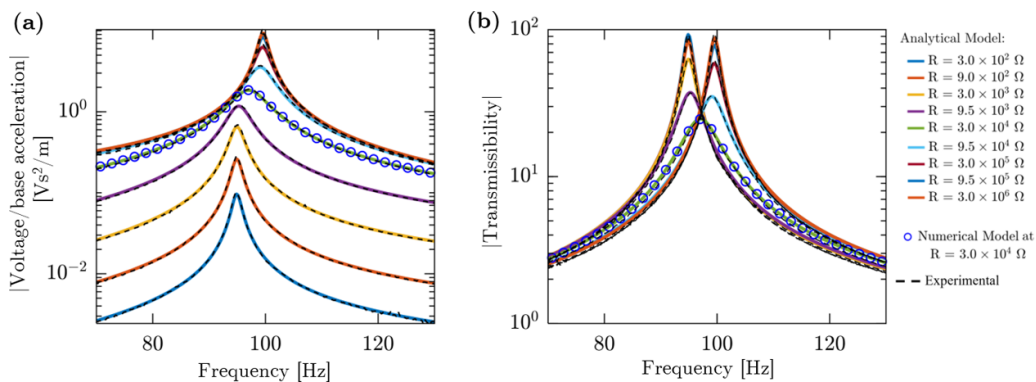 (a)
|Voltage/base acceleration|
[Vs²/m]
10⁰
10⁻²
80
100
120
Frequency [Hz]
(b)
|Transmissibility|
10²
10¹
10⁰
80
100
120
Frequency [Hz]
Analytical Model:
R = 3.0 × 10² Ω
R = 9.0 × 10² Ω
R = 3.0 × 10³ Ω
R = 9.5 × 10³ Ω
R = 3.0 × 10⁴ Ω
R = 9.5 × 10⁴ Ω
R = 3.0 × 10⁵ Ω
R = 9.5 × 10⁵ Ω
R = 3.0 × 10⁶ Ω
Numerical Model at
R = 3.0 × 10⁴ Ω
Experimental